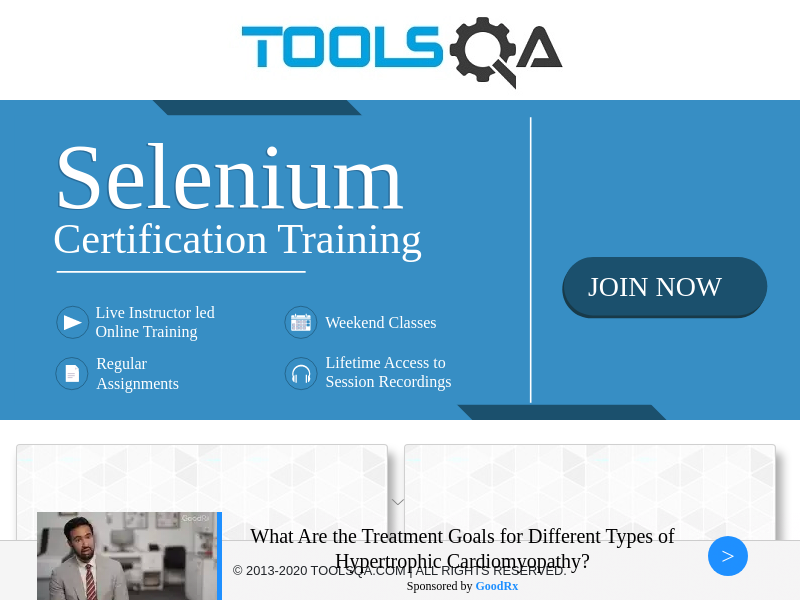 TOOLSQA
Selenium
Certification Training
JOIN NOW
Live Instructor led
Online Training
Weekend Classes
Regular
Assignments
Lifetime Access to
Session Recordings
GoodRx
What Are the Treatment Goals for Different Types of
Hypertrophic Cardiomyopathy?
© 2013-2020 TOOLSQA.COM | ALL RIGHTS RESERVED.
Sponsored by GoodRx
>